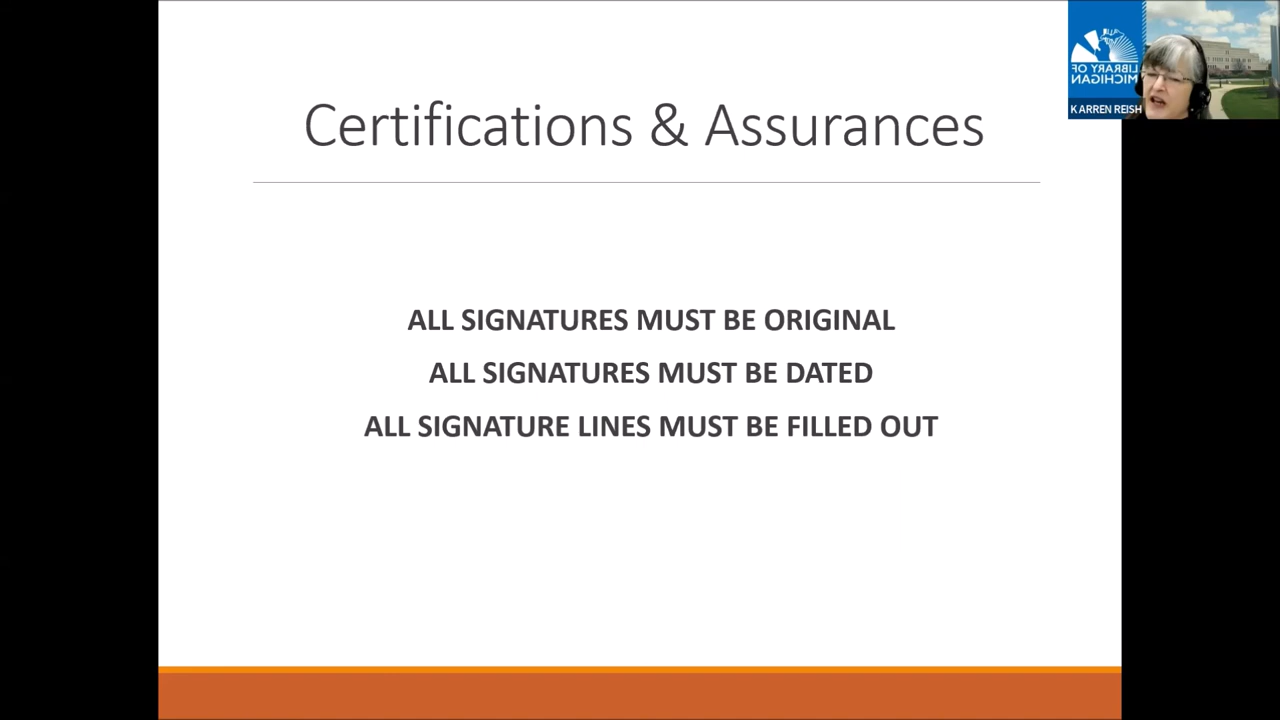 Certifications & Assurances
LIBRARY OF
MICHIGAN
KARREN REISH
ALL SIGNATURES MUST BE ORIGINAL
ALL SIGNATURES MUST BE DATED
ALL SIGNATURE LINES MUST BE FILLED OUT